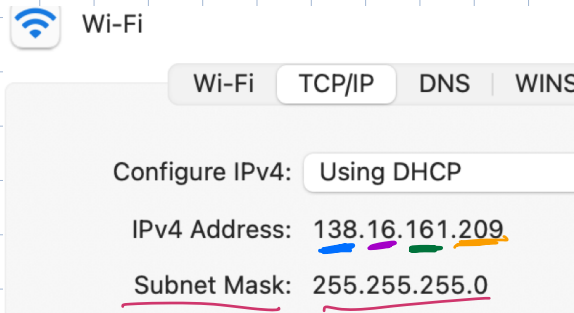 Wi-Fi
Wi-Fi TCP/IP DNS WINS
Configure IPv4: Using DHCP
IPv4 Address: 138.16.161.209
Subnet Mask: 255.255.255.0